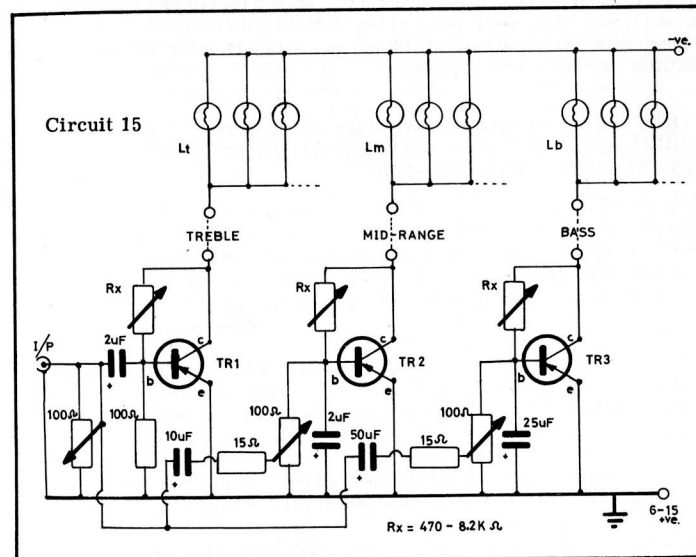 -ve.
Circuit 15
Lt
Lm
Lb
TREBLE
MID-RANGE
BASS
Rx
Rx
Rx
I/P
2uF
c
TR1
b
e
c
TR2
b
e
c
TR3
b
e
100Ω
100Ω
10uF
15Ω
100Ω
2uF
50uF
15Ω
100Ω
25uF
+
+
+
+
+
6-15
+ve.
Rx = 470 - 8.2K Ω